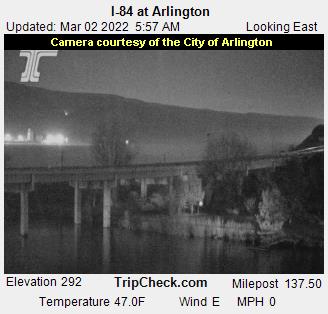 I-84 at Arlington
Updated: Mar 02 2022 5:57 AM Looking East
Camera courtesy of the City of Arlington
Elevation 292 TripCheck.com Milepost 137.50
Temperature 47.0F Wind E MPH 0